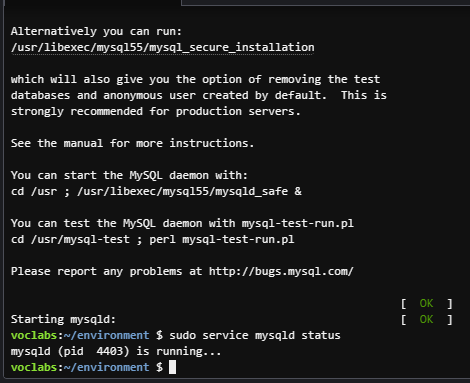 Alternatively you can run:
/usr/libexec/mysql55/mysql_secure_installation
which will also give you the option of removing the test
databases and anonymous user created by default.  This is
strongly recommended for production servers.
See the manual for more instructions.
You can start the MySQL daemon with:
cd /usr ; /usr/libexec/mysql55/mysqld_safe &
You can test the MySQL daemon with mysql-test-run.pl
cd /usr/mysql-test ; perl mysql-test-run.pl
Please report any problems at http://bugs.mysql.com/
[  OK  ]
Starting mysqld: [  OK  ]
voclabs:~/environment $ sudo service mysqld status
mysqld (pid  4403) is running...
voclabs:~/environment $